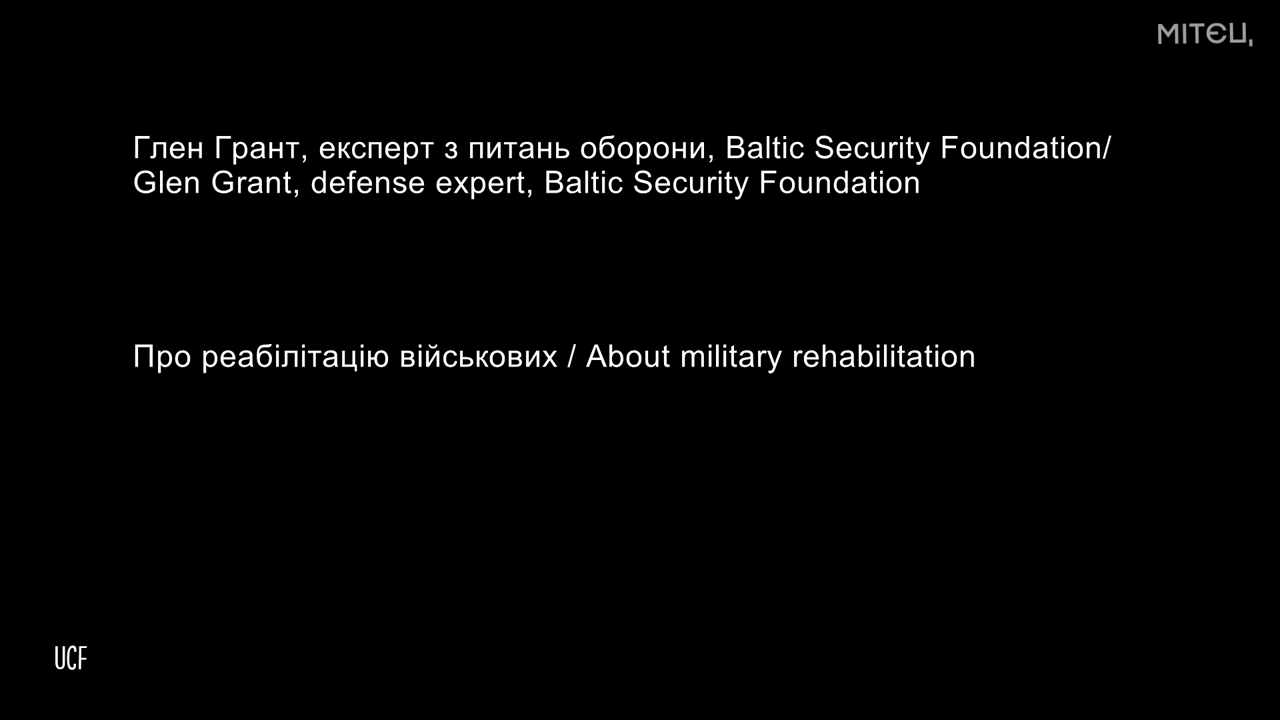 МІТЄЦ
Глен Грант, експерт з питань оборони, Baltic Security Foundation/
Glen Grant, defense expert, Baltic Security Foundation
Про реабілітацію військових / About military rehabilitation
UCF